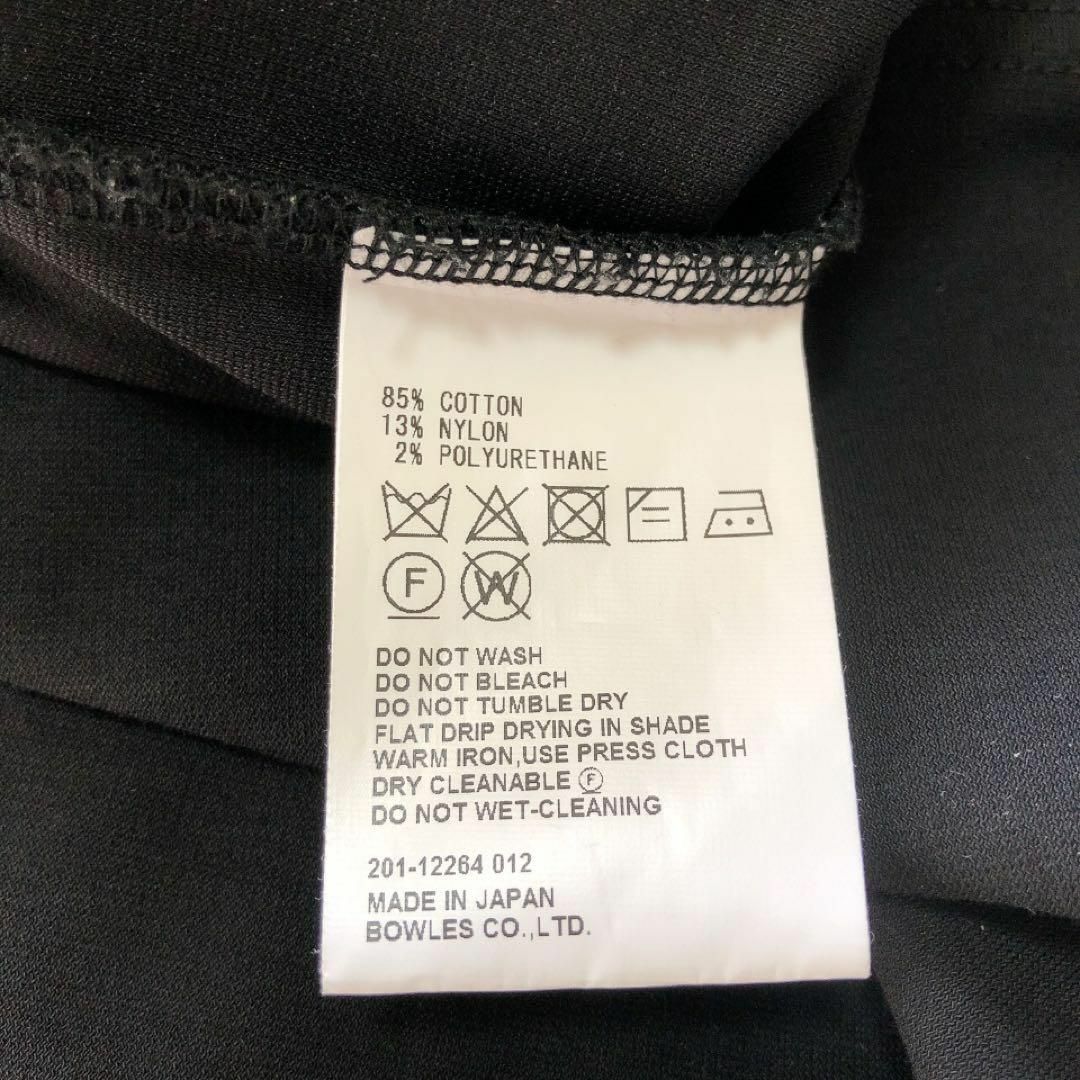 85% COTTON
13% NYLON
2% POLYURETHANE
F W
DO NOT WASH
DO NOT BLEACH
DO NOT TUMBLE DRY
FLAT DRIP DRYING IN SHADE
WARM IRON,USE PRESS CLOTH
DRY CLEANABLE Ⓕ
DO NOT WET-CLEANING
201-12264 012
MADE IN JAPAN
BOWLES CO.,LTD.